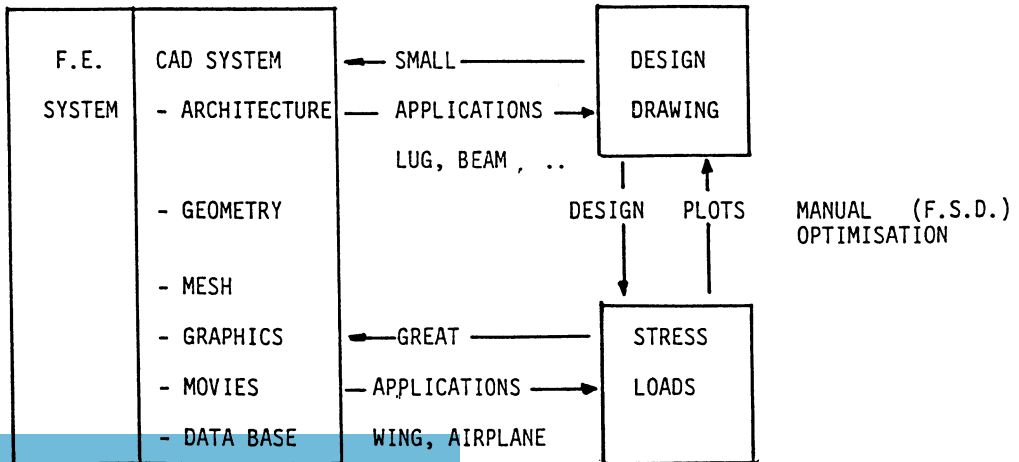 F.E. CAD SYSTEM SMALL DESIGN
SYSTEM - ARCHITECTURE APPLICATIONS DRAWING
LUG, BEAM , ..
- GEOMETRY DESIGN PLOTS MANUAL (F.S.D.)
OPTIMISATION
- MESH
- GRAPHICS GREAT STRESS
- MOVIES APPLICATIONS LOADS
- DATA BASE WING, AIRPLANE